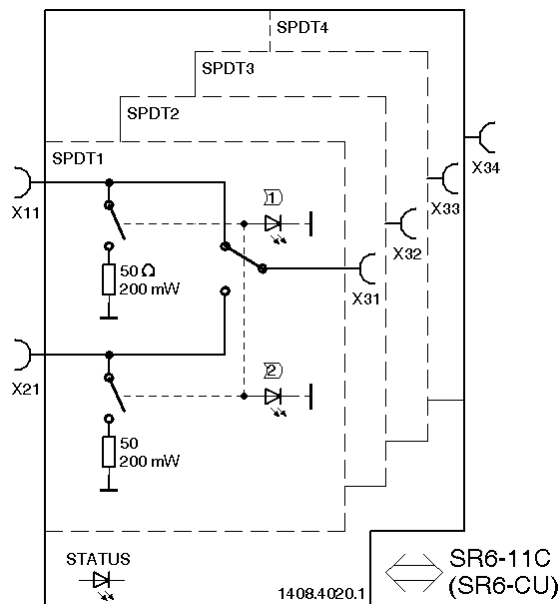 SPDT4
SPDT3
SPDT2
SPDT1
X11
1
X34
X33
X32
X31
50 Ω
200 mW
2
X21
50
200 mW
STATUS
SR6-11C
(SR6-CU)
1408.4020.1